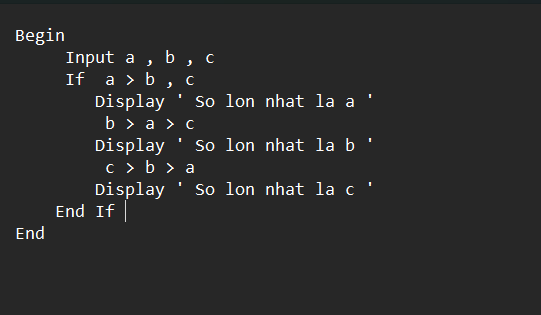 Begin
Input a , b , c
If a > b , c
Display ' So lon nhat la a '
b > a > c
Display ' So lon nhat la b '
c > b > a
Display ' So lon nhat la c '
End If
End